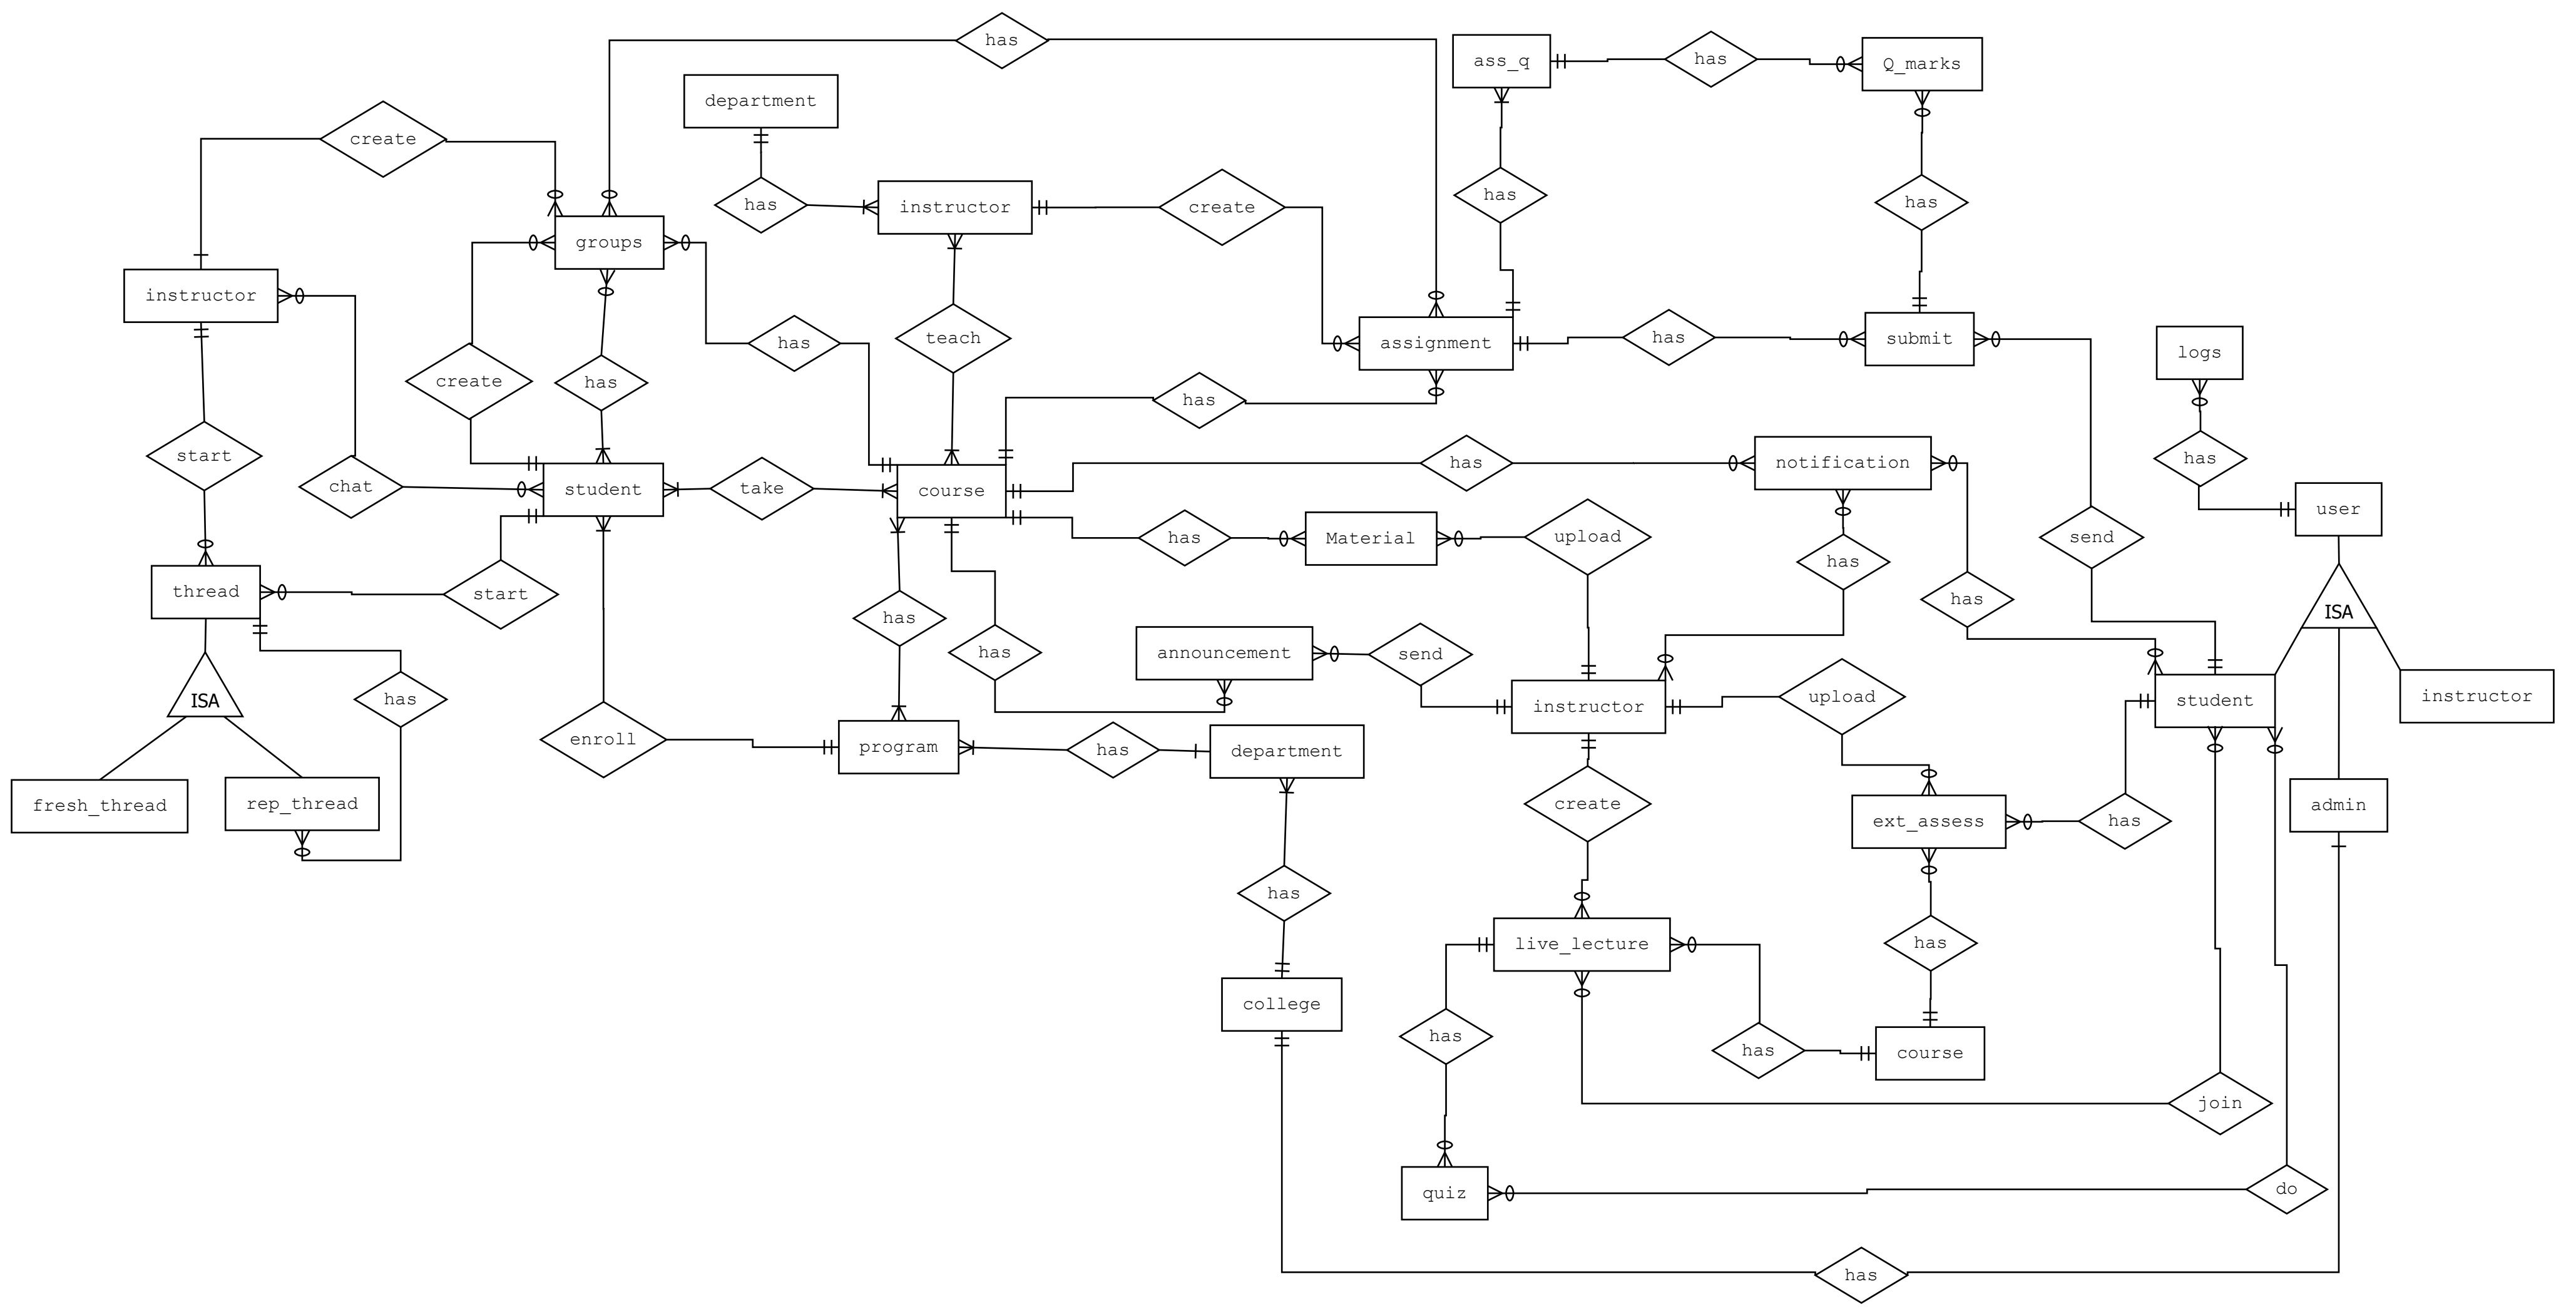 has
ass_q
has
Q_marks
department
create
has
instructor
create
has
has
groups
instructor
has
teach
assignment
has
submit
logs
create
has
has
start
chat
student
take
course
has
notification
has
user
has
Material
upload
has
send
thread
start
has
has
ISA
ISA
has
announcement
send
has
has
instructor
upload
student
instructor
enroll
program
has
department
fresh_thread
rep_thread
create
ext_assess
has
admin
has
live_lecture
has
college
has
has
course
join
quiz
do
has